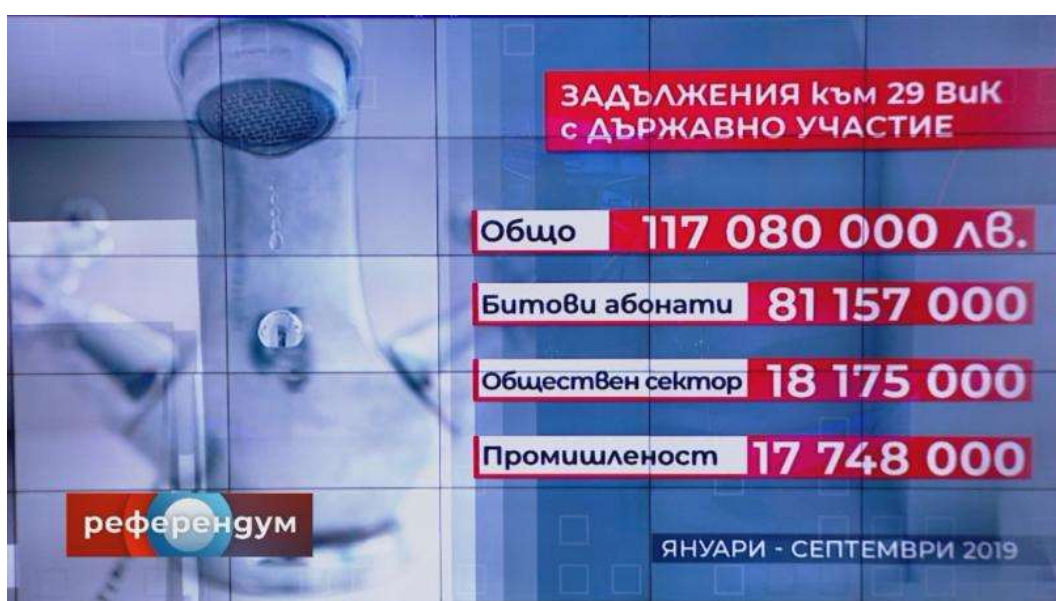 ЗАДЪЛЖЕНИЯ към 29 ВиК
с ДЪРЖАВНО УЧАСТИЕ
Общо 117 080 000 лв.
Битови абонати 81 157 000
Обществен сектор 18 175 000
Промишленост 17 748 000
референдум
ЯНУАРИ - СЕПТЕМВРИ 2019